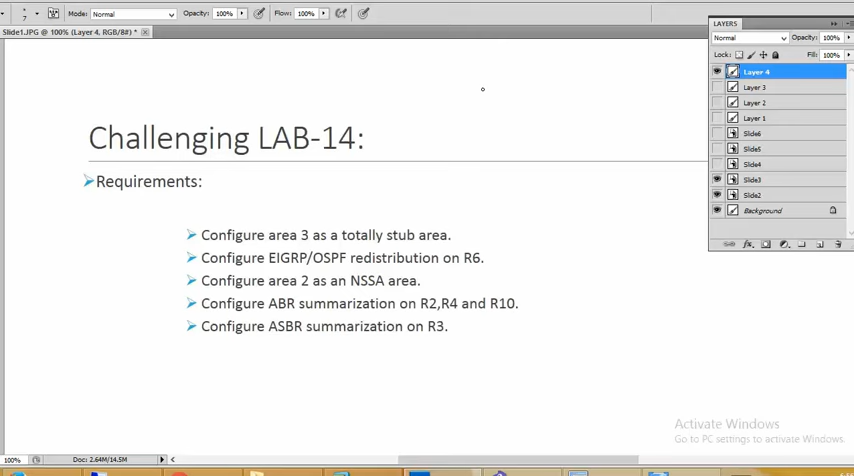 Mode: Normal Opacity: 100% Flow: 100%
7
Slide1.JPG @ 100% (Layer 4, RGB/8#) *
LAYERS
Normal Opacity: 100%
Lock: Fill: 100%
Layer 4
Layer 3
Layer 2
Layer 1
Slide6
Slide5
Slide4
Slide3
Slide2
Background
Challenging LAB-14:
Requirements:
Configure area 3 as a totally stub area.
Configure EIGRP/OSPF redistribution on R6.
Configure area 2 as an NSSA area.
Configure ABR summarization on R2,R4 and R10.
Configure ASBR summarization on R3.
Activate Windows
Go to PC settings to activate Windows.
100% Doc: 2.64M/14.5M